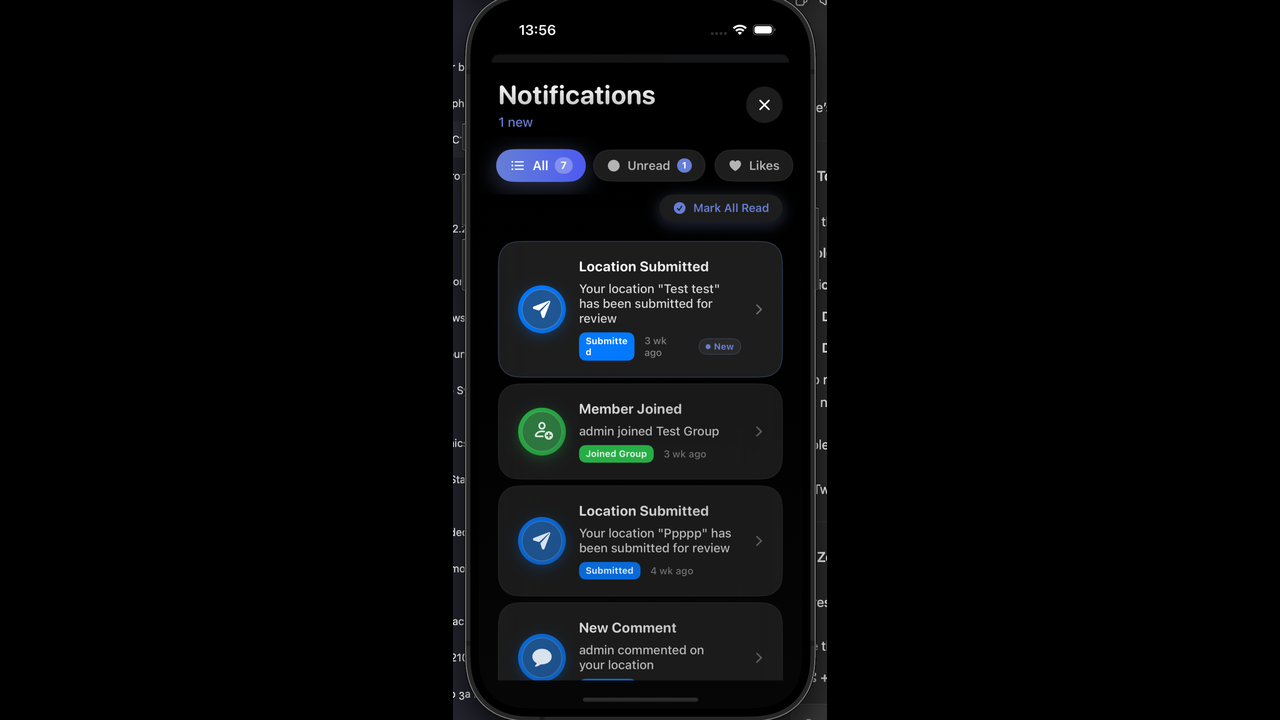 13:56
Notifications
1 new
All 7
Unread 1
Likes
Mark All Read
Location Submitted
Your location "Test test"
has been submitted for
review
Submitte
d
3 wk
ago
New
Member Joined
admin joined Test Group
Joined Group
3 wk ago
Location Submitted
Your location "Ppppp" has
been submitted for review
Submitted
4 wk ago
New Comment
admin commented on
your location